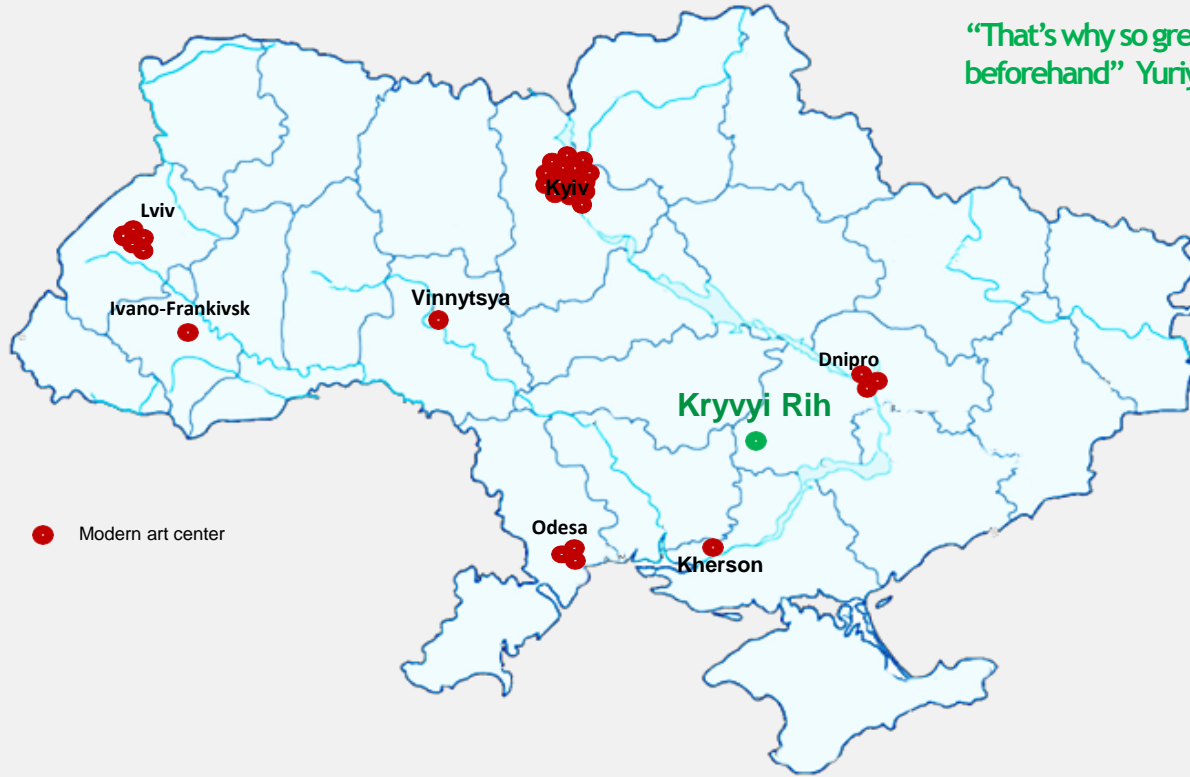 “That’s why so gre
beforehand” Yuriy
Kyiv
Lviv
Ivano-Frankivsk
Vinnytsya
Dnipro
Kryvyi Rih
Modern art center
Odesa
Kherson